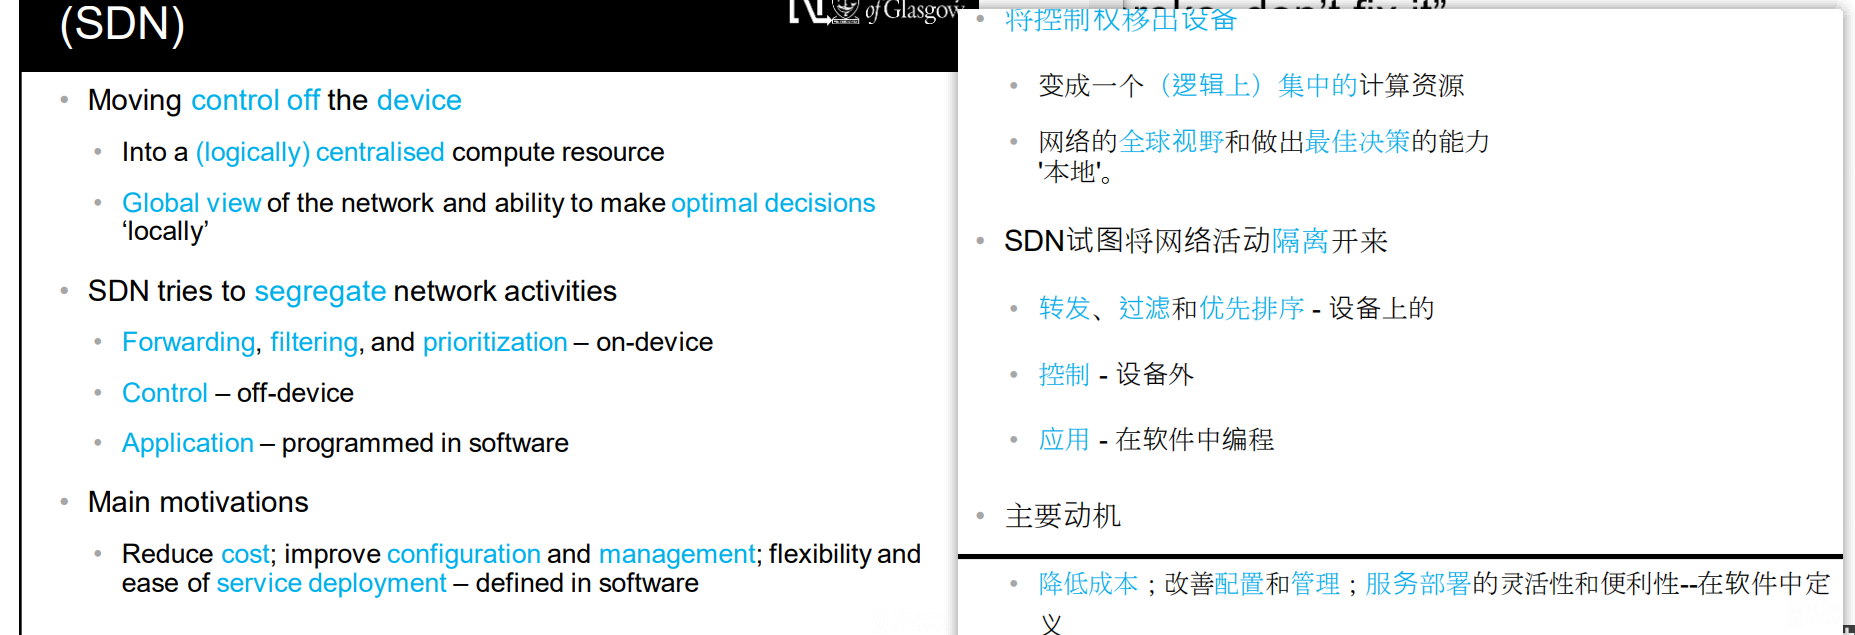 (SDN)
of Glasgow
• Moving control off the device
• Into a (logically) centralised compute resource
• Global view of the network and ability to make optimal decisions
‘locally’
• SDN tries to segregate network activities
• Forwarding, filtering, and prioritization – on-device
• Control – off-device
• Application – programmed in software
• Main motivations
• Reduce cost; improve configuration and management; flexibility and
ease of service deployment – defined in software
don’t fix it”
• 将控制权移出设备
• 变成一个（逻辑上）集中的计算资源
• 网络的全球视野和做出最佳决策的能力
'本地'。
• SDN试图将网络活动隔离开来
• 转发、过滤和优先排序 - 设备上的
• 控制 - 设备外
• 应用 - 在软件中编程
• 主要动机
• 降低成本；改善配置和管理；服务部署的灵活性和便利性--在软件中定
义